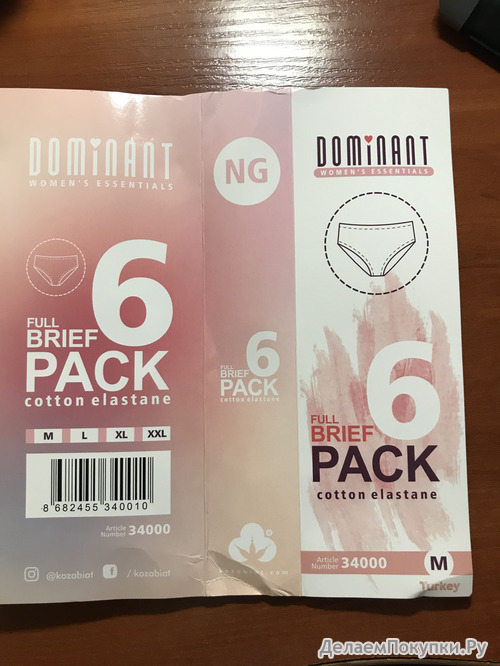 DOMiNANT
WOMEN'S ESSENTIALS
6
FULL
BRIEF
PACK
cotton elastane
M L XL XXL
8 682455 340010
Article
Number 34000
@kozabiat
/kozabiat
NG
6
FULL
BRIEF
PACK
cotton elastane
DOMiNANT
WOMEN'S ESSENTIALS
6
FULL
BRIEF
PACK
cotton elastane
Article
Number 34000
M
Turkey
ДелаемПокупки.Ру